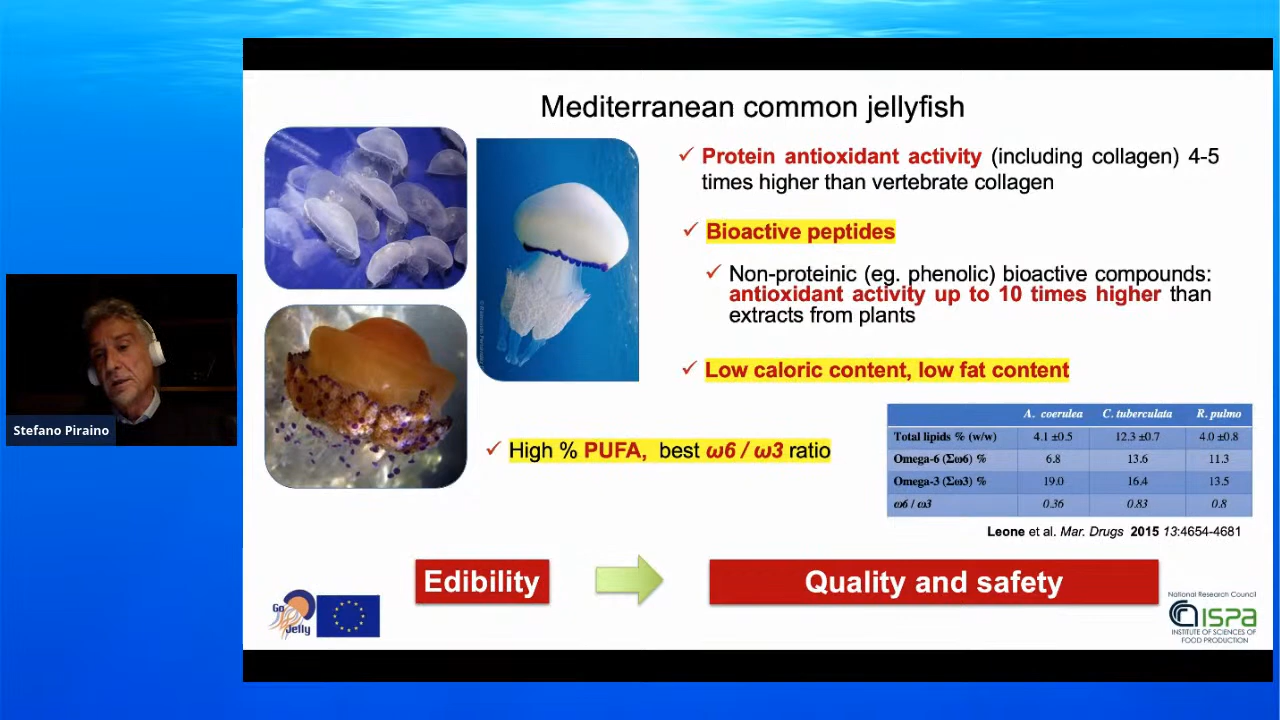 Mediterranean common jellyfish
✓ Protein antioxidant activity (including collagen) 4-5
times higher than vertebrate collagen
✓ Bioactive peptides
✓ Non-proteinic (eg. phenolic) bioactive compounds:
antioxidant activity up to 10 times higher than
extracts from plants
✓ Low caloric content, low fat content
✓ High % PUFA, best ω6 / ω3 ratio
A. coerulea C. tuberculata R. pulmo
Total lipids % (w/w) 4.1 ±0.5 12.3 ±0.7 4.0 ±0.8
Omega-6 (Σω6) % 6.8 13.6 11.3
Omega-3 (Σω3) % 19.0 16.4 13.5
ω6 / ω3 0.36 0.83 0.8
Leone et al. Mar. Drugs 2015 13:4654-4681
Edibility
Quality and safety
Go
Jelly
National Research Council
ISPA
INSTITUTE OF SCIENCES OF
FOOD PRODUCTION
Stefano Piraino